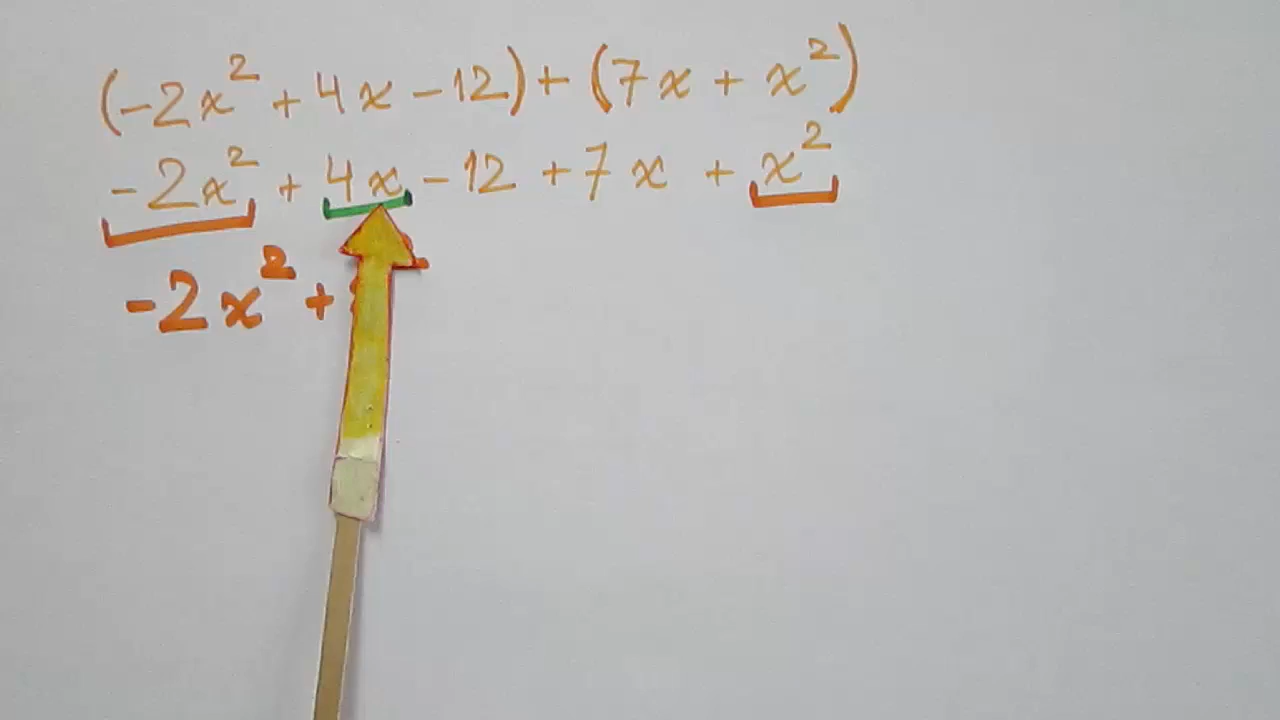 (-2x² + 4x - 12) + (7x + x²)
-2x² + 4x - 12 + 7x + x²
-2x² +